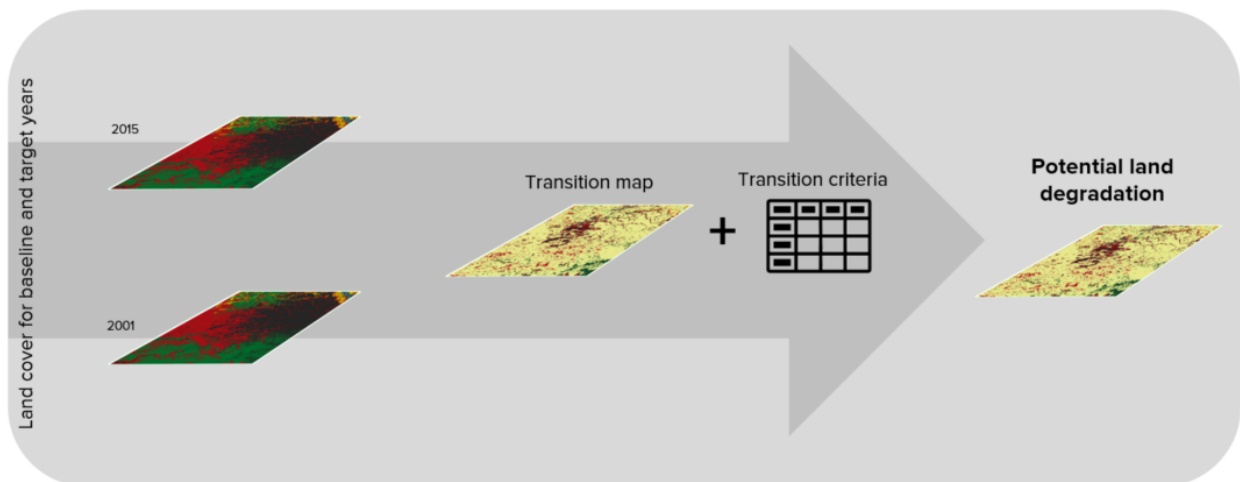 Land cover for baseline and target years
2015
2001
Transition map
Transition criteria
Potential land
degradation